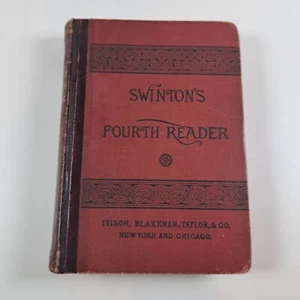 SWINTON'S
FOURTH READER
IVISON, BLAKEMAN, TAYLOR, & CO.
NEW YORK AND CHICAGO.